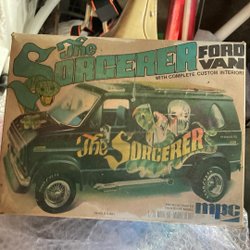 The
SORCERER
FORD
VAN
WITH COMPLETE CUSTOM INTERIOR
The SORCERER
mpc